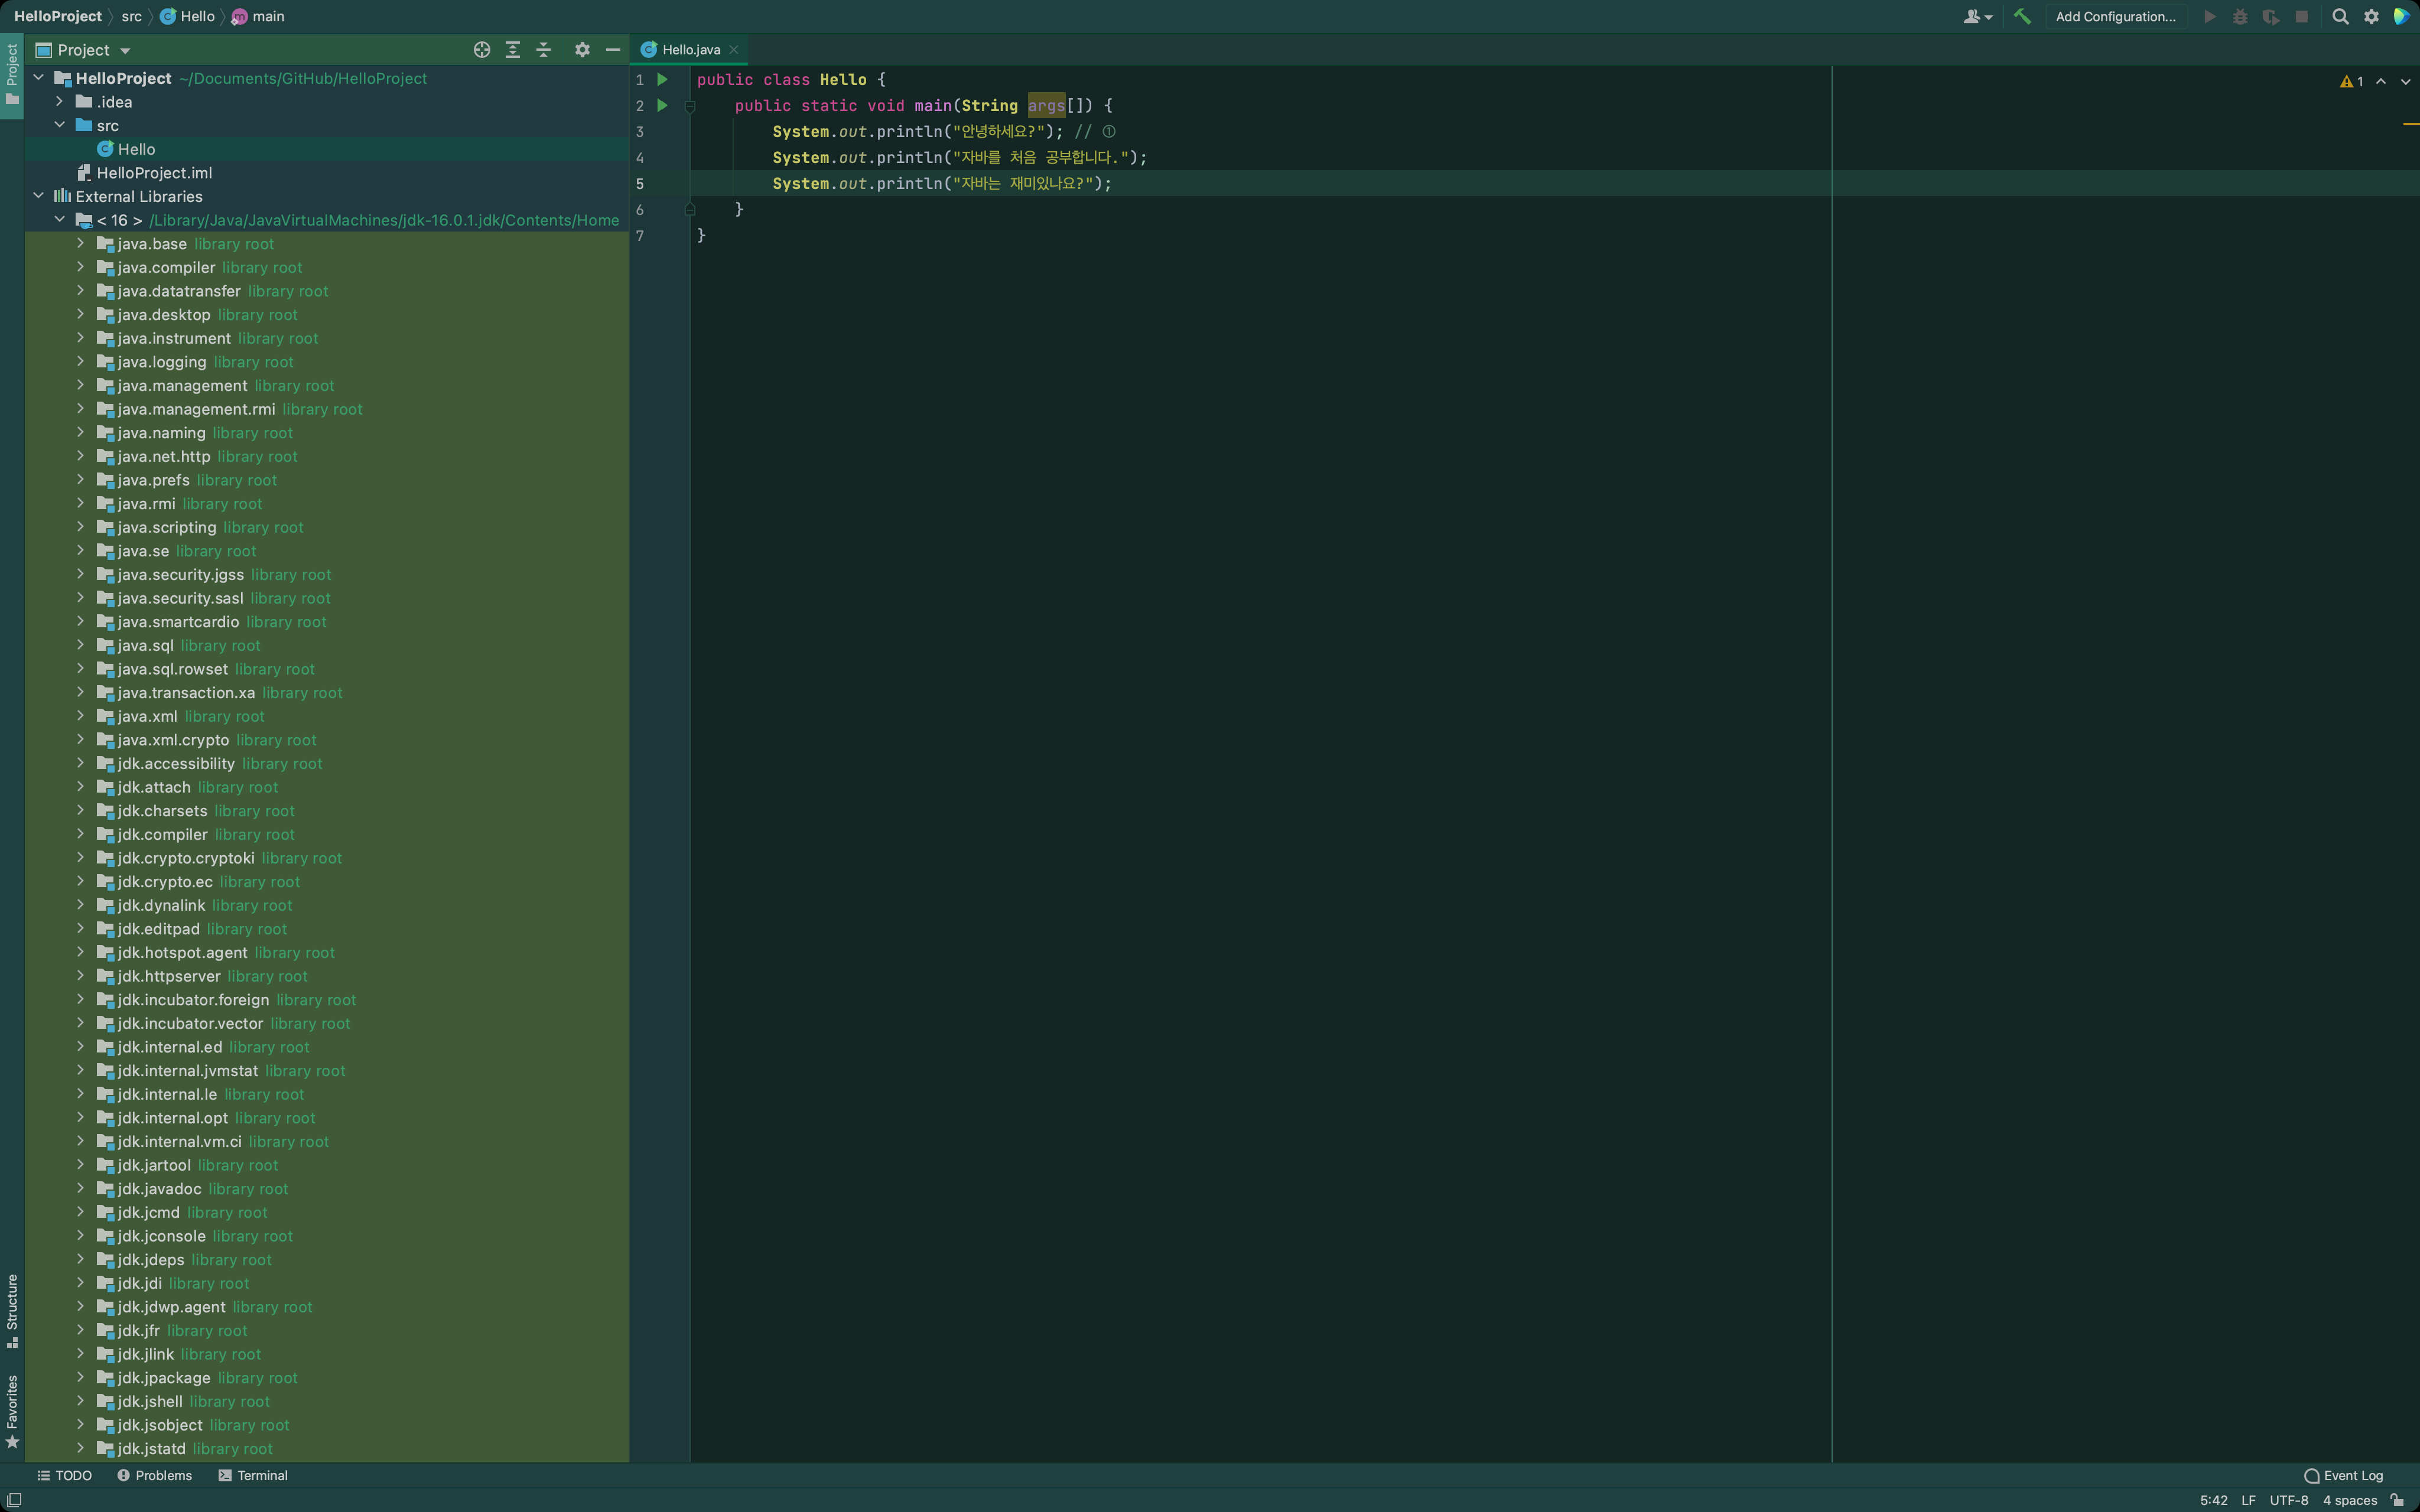 HelloProject src Hello main Add Configuration...
Project
Project
Hello.java
HelloProject ~/Documents/GitHub/HelloProject
.idea
src
Hello
HelloProject.iml
External Libraries
< 16 > /Library/Java/JavaVirtualMachines/jdk-16.0.1.jdk/Contents/Home
java.base library root
java.compiler library root
java.datatransfer library root
java.desktop library root
java.instrument library root
java.logging library root
java.management library root
java.management.rmi library root
java.naming library root
java.net.http library root
java.prefs library root
java.rmi library root
java.scripting library root
java.se library root
java.security.jgss library root
java.security.sasl library root
java.smartcardio library root
java.sql library root
java.sql.rowset library root
java.transaction.xa library root
java.xml library root
java.xml.crypto library root
jdk.accessibility library root
jdk.attach library root
jdk.charsets library root
jdk.compiler library root
jdk.crypto.cryptoki library root
jdk.crypto.ec library root
jdk.dynalink library root
jdk.editpad library root
jdk.hotspot.agent library root
jdk.httpserver library root
jdk.incubator.foreign library root
jdk.incubator.vector library root
jdk.internal.ed library root
jdk.internal.jvmstat library root
jdk.internal.le library root
jdk.internal.opt library root
jdk.internal.vm.ci library root
jdk.jartool library root
jdk.javadoc library root
jdk.jcmd library root
jdk.jconsole library root
jdk.jdeps library root
jdk.jdi library root
jdk.jdwp.agent library root
jdk.jfr library root
jdk.jlink library root
jdk.jpackage library root
jdk.jshell library root
jdk.jsobject library root
jdk.jstatd library root
1 public class Hello {
2 public static void main(String args[]) {
3 System.out.println("안녕하세요?"); // ①
4 System.out.println("자바를 처음 공부합니다.");
5 System.out.println("자바는 재미있나요?");
6 }
7 }
1
Structure
Favorites
TODO Problems Terminal Event Log
5:42 LF UTF-8 4 spaces